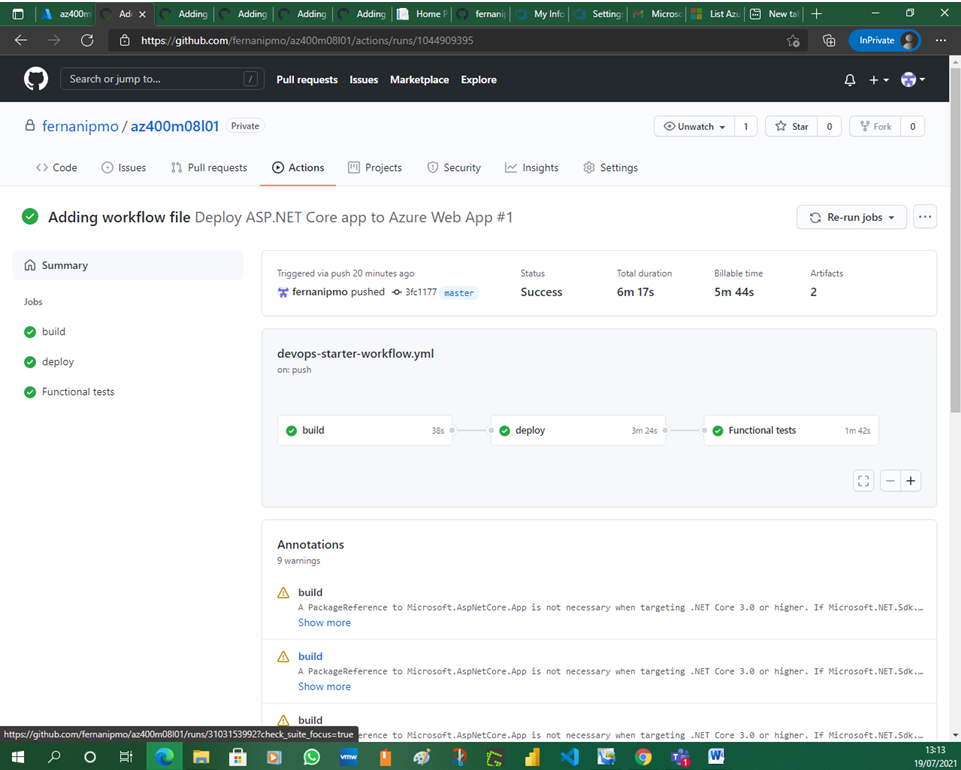 az400m
Ad
Adding
Adding
Adding
Adding
Home P
fernani
My Info
Setting
Microso
List Azu
New tal
https://github.com/fernanipmo/az400m08l01/actions/runs/1044909395
InPrivate
Search or jump to...
/
Pull requests
Issues
Marketplace
Explore
fernanipmo / az400m08l01
Private
Unwatch
1
Star
0
Fork
0
Code
Issues
Pull requests
Actions
Projects
Security
Insights
Settings
Adding workflow file Deploy ASP.NET Core app to Azure Web App #1
Re-run jobs
Summary
Jobs
build
deploy
Functional tests
Triggered via push 20 minutes ago
fernanipmo pushed 3fc1177 master
Status
Success
Total duration
6m 17s
Billable time
5m 44s
Artifacts
2
devops-starter-workflow.yml
on: push
build 38s
deploy 3m 24s
Functional tests 1m 42s
Annotations
9 warnings
build
A PackageReference to Microsoft.AspNetCore.App is not necessary when targeting .NET Core 3.0 or higher. If Microsoft.NET.Sdk...
Show more
build
A PackageReference to Microsoft.AspNetCore.App is not necessary when targeting .NET Core 3.0 or higher. If Microsoft.NET.Sdk...
Show more
build
ference to Microsoft.AspNetCore.App is not necessary when targeting .NET Core 3.0 or higher. If Microsoft.NET.Sdk...
https://github.com/fernanipmo/az400m08l01/runs/3103153992?check_suite_focus=true
vmw
13:13
19/07/2021